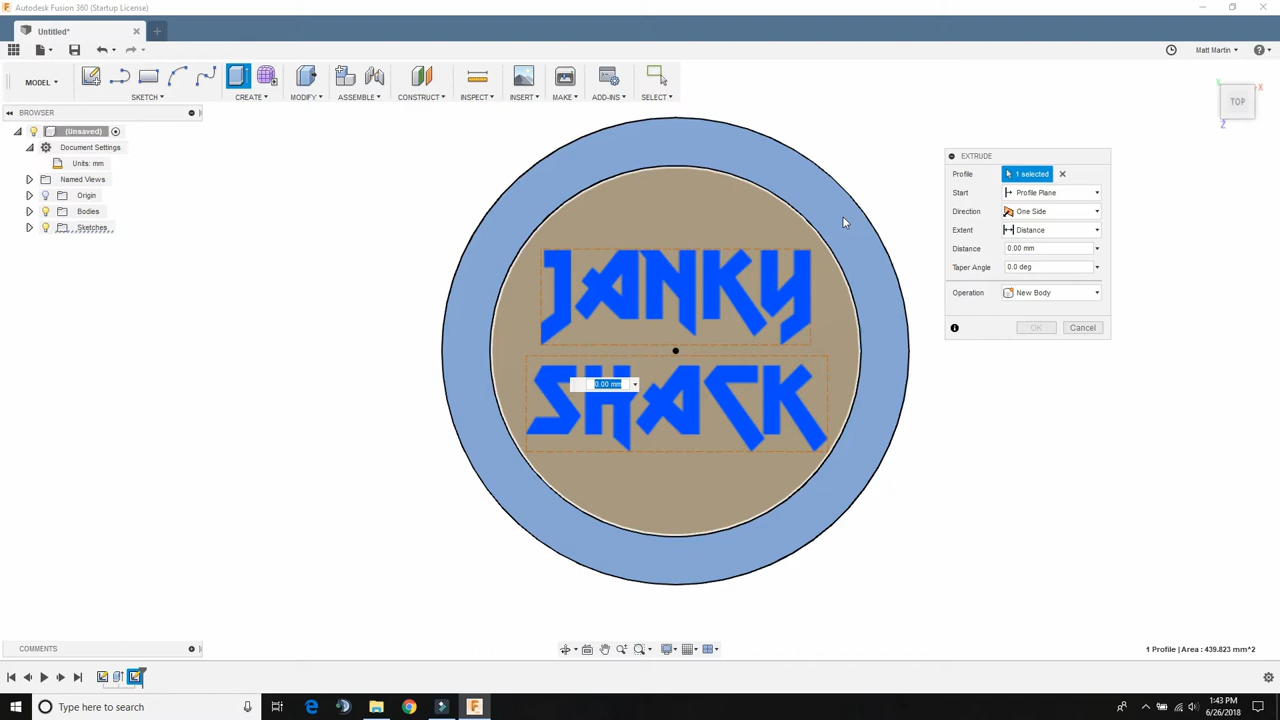 Autodesk Fusion 360 (Startup License)
Untitled*
Matt Martin
MODEL
SKETCH
CREATE
MODIFY
ASSEMBLE
CONSTRUCT
INSPECT
INSERT
MAKE
ADD-INS
SELECT
BROWSER
(Unsaved)
Document Settings
Units: mm
Named Views
Origin
Bodies
Sketches
TOP
X
Y
Z
EXTRUDE
Profile 1 selected
Start Profile Plane
Direction One Side
Extent Distance
Distance 0.00 mm
Taper Angle 0.0 deg
Operation New Body
OK Cancel
JANKY
SHACK
0.00 mm
COMMENTS
1 Profile | Area : 439.823 mm^2
Type here to search
1:43 PM
6/26/2018